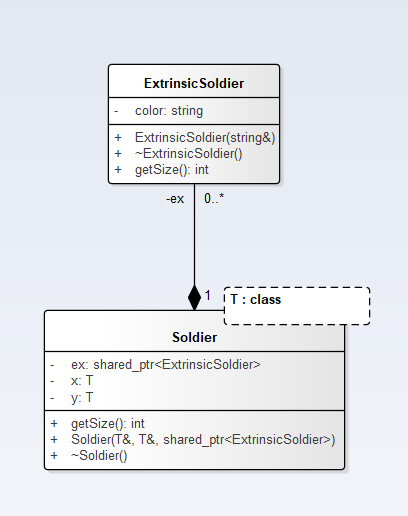 ExtrinsicSoldier
- color: string
+ ExtrinsicSoldier(string&)
+ ~ExtrinsicSoldier()
+ getSize(): int
-ex 0..*
1
T : class
Soldier
- ex: shared_ptr<ExtrinsicSoldier>
- x: T
- y: T
+ getSize(): int
+ Soldier(T&, T&, shared_ptr<ExtrinsicSoldier>)
+ ~Soldier()